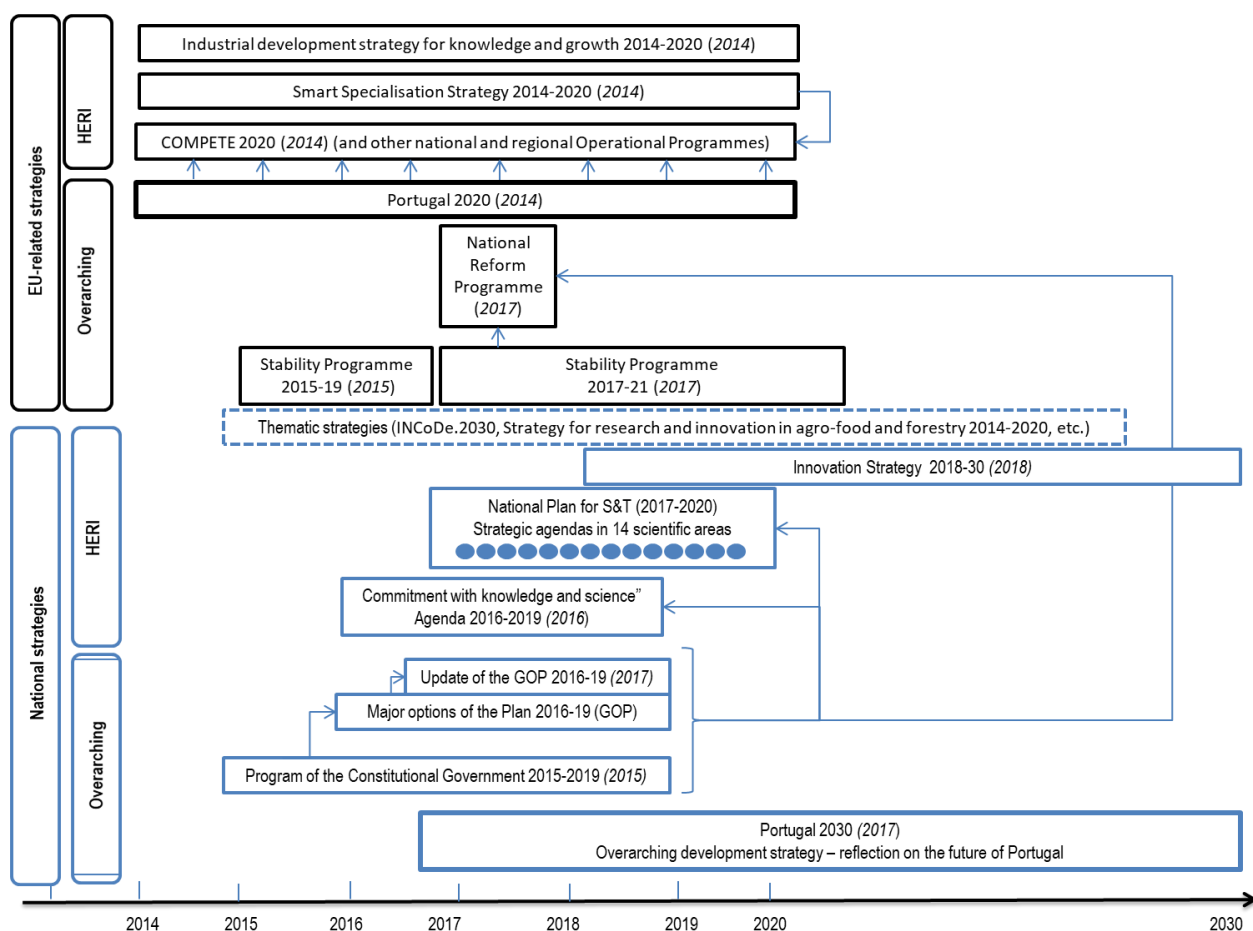 EU-related strategies
HERI
Industrial development strategy for knowledge and growth 2014-2020 (2014)
Smart Specialisation Strategy 2014-2020 (2014)
COMPETE 2020 (2014) (and other national and regional Operational Programmes)
Overarching
Portugal 2020 (2014)
National
Reform
Programme
(2017)
Stability Programme
2015-19 (2015)
Stability Programme
2017-21 (2017)
National strategies
HERI
Thematic strategies (INCoDe.2030, Strategy for research and innovation in agro-food and forestry 2014-2020, etc.)
Innovation Strategy 2018-30 (2018)
National Plan for S&T (2017-2020)
Strategic agendas in 14 scientific areas
Commitment with knowledge and science”
Agenda 2016-2019 (2016)
Overarching
Update of the GOP 2016-19 (2017)
Major options of the Plan 2016-19 (GOP)
Program of the Constitutional Government 2015-2019 (2015)
Portugal 2030 (2017)
Overarching development strategy – reflection on the future of Portugal
2014 2015 2016 2017 2018 2019 2020 2030